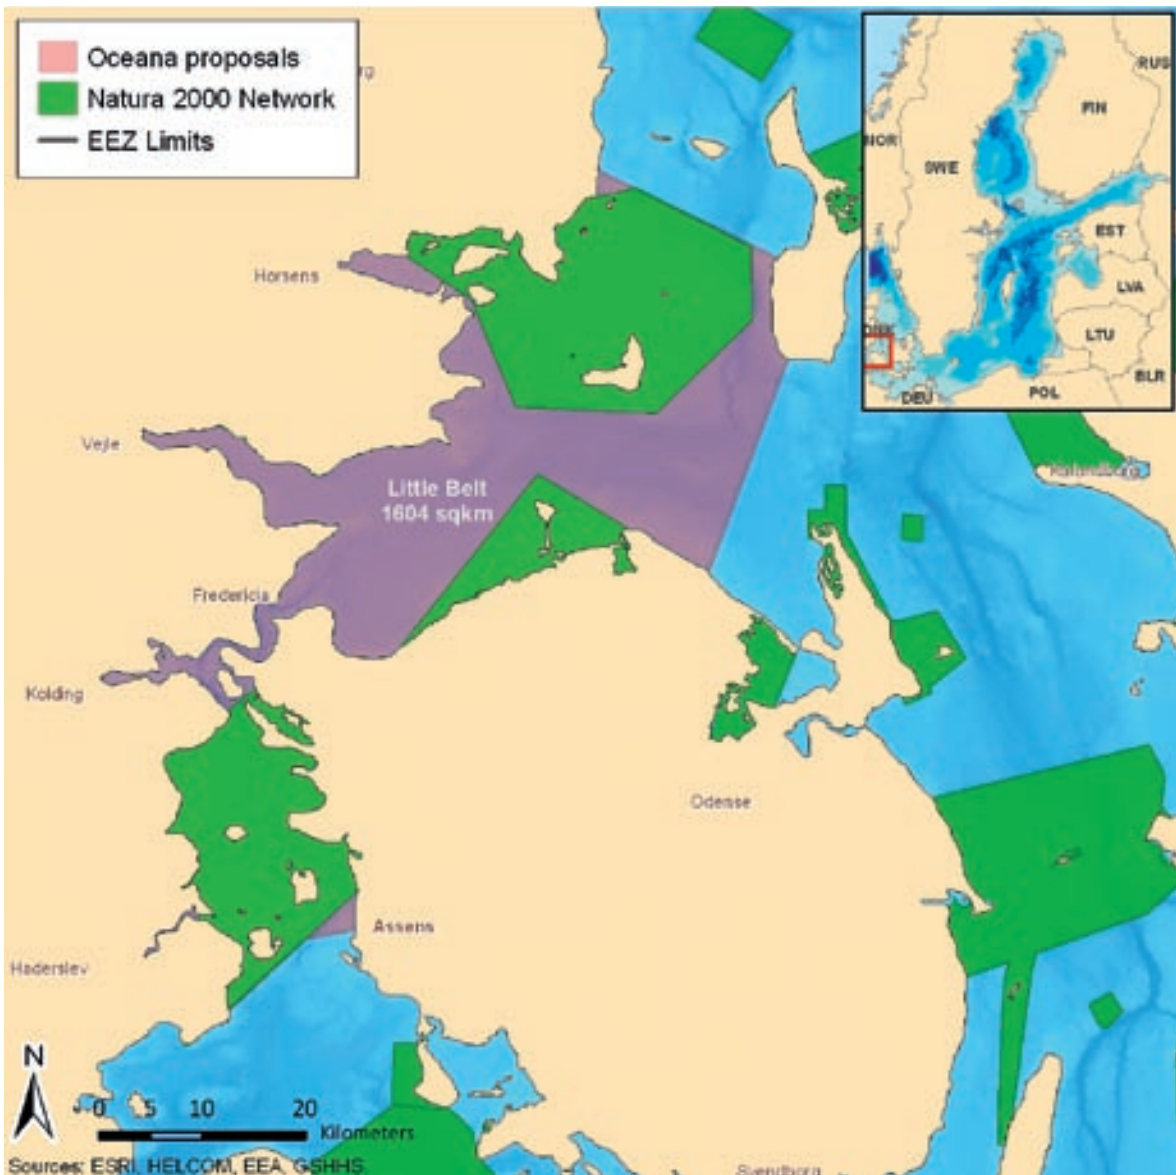 Oceana proposals
Natura 2000 Network
EEZ Limits
RUS
FIN
NOR
SWE
EST
LVA
LTU
BLR
POL
DEU
Horsens
Vejle
Little Belt
1604 sqkm
Fredericia
Kolding
Odense
Assens
Haderslev
N
0 5 10 20
Kilometers
Sources: ESRI, HELCOM, EEA, GSHHS
Svendborg